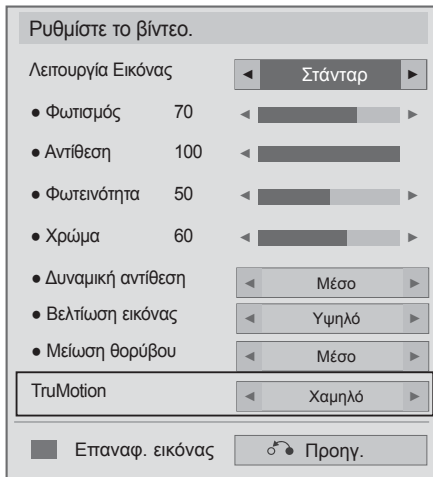 Ρυθμίστε το βίντεο.
Λειτουργία Εικόνας ◄ Στάνταρ ►
● Φωτισμός 70 ◄ ►
● Αντίθεση 100 ◄
● Φωτεινότητα 50 ◄ ►
● Χρώμα 60 ◄ ►
● Δυναμική αντίθεση ◄ Μέσο ►
● Βελτίωση εικόνας ◄ Υψηλό ►
● Μείωση θορύβου ◄ Μέσο ►
TruMotion ◄ Χαμηλό ►
Επαναφ. εικόνας Προηγ.